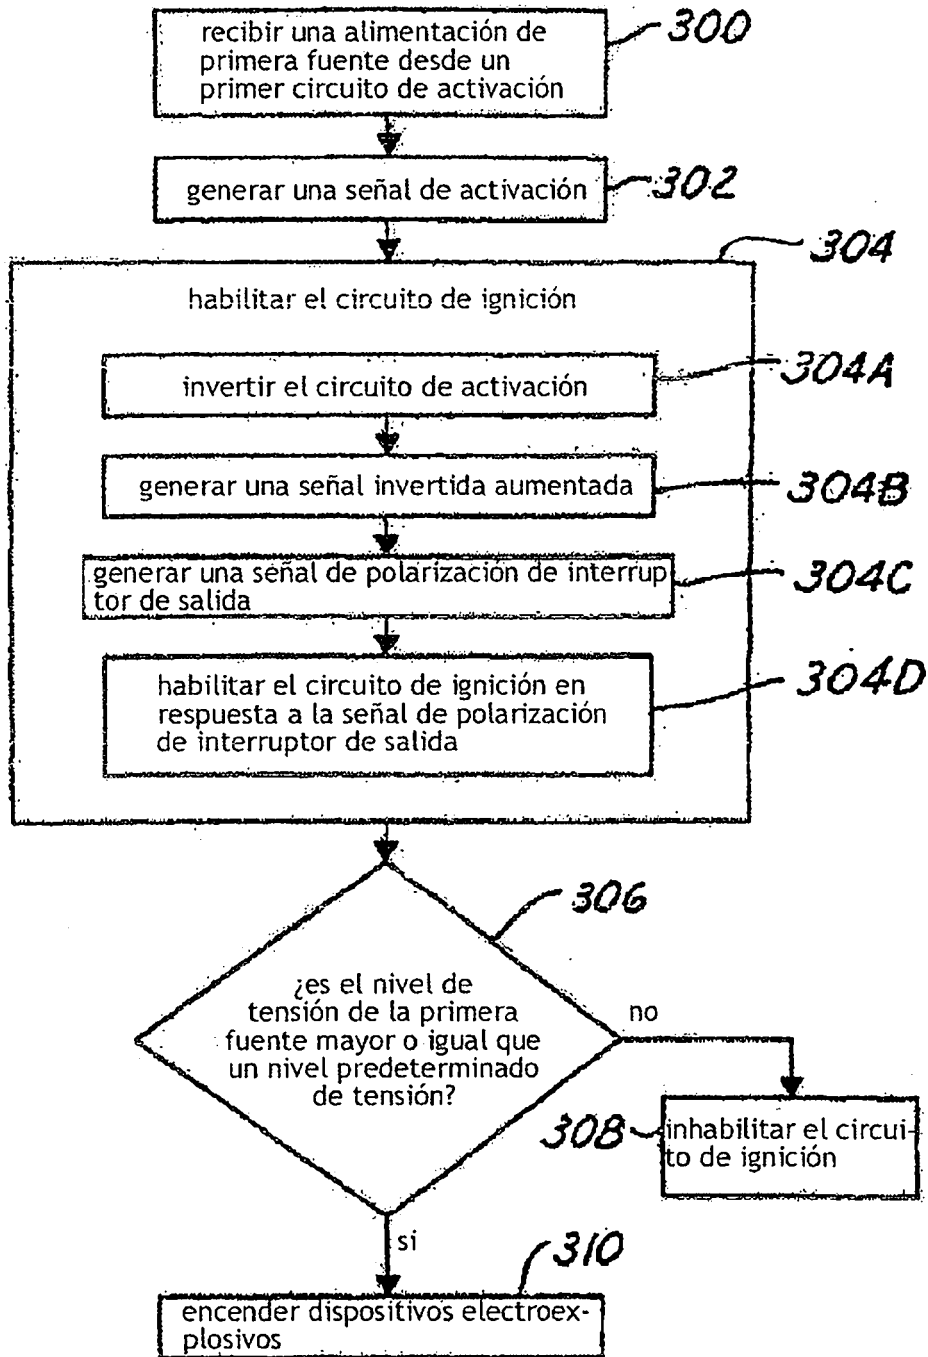 recibir una alimentación de
primera fuente desde un
primer circuito de activación
300
generar una señal de activación
302
304
habilitar el circuito de ignición
invertir el circuito de activación
304A
generar una señal invertida aumentada
304B
generar una señal de polarización de interrup
tor de salida
304C
habilitar el circuito de ignición en
respuesta a la señal de polarización
de interruptor de salida
304D
306
¿es el nivel de
tensión de la primera
fuente mayor o igual que
un nivel predeterminado
de tensión?
no
308
inhabilitar el circui-
to de ignición
si
310
encender dispositivos electroex-
plosivos